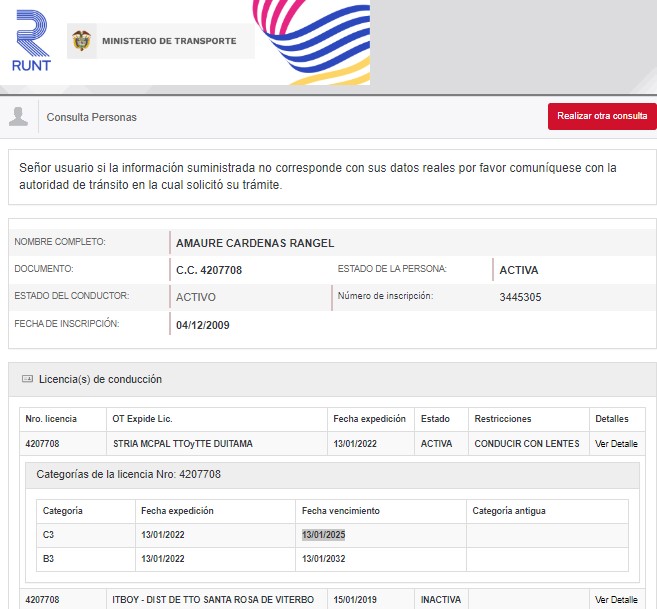 RUNT
MINISTERIO DE TRANSPORTE
Consulta Personas
Realizar otra consulta
Señor usuario si la información suministrada no corresponde con sus datos reales por favor comuníquese con la
autoridad de tránsito en la cual solicitó su trámite.
NOMBRE COMPLETO: AMAURE CARDENAS RANGEL
DOCUMENTO: C.C. 4207708 ESTADO DE LA PERSONA: ACTIVA
ESTADO DEL CONDUCTOR: ACTIVO Número de inscripción: 3445305
FECHA DE INSCRIPCIÓN: 04/12/2009
Licencia(s) de conducción
Nro. licencia OT Expide Lic. Fecha expedición Estado Restricciones Detalles
4207708 STRIA MCPAL TTOyTTE DUITAMA 13/01/2022 ACTIVA CONDUCIR CON LENTES Ver Detalle
Categorías de la licencia Nro: 4207708
Categoría Fecha expedición Fecha vencimiento Categoría antigua
C3 13/01/2022 13/01/2025
B3 13/01/2022 13/01/2032
4207708 ITBOY - DIST DE TTO SANTA ROSA DE VITERBO 15/01/2019 INACTIVA Ver Detalle